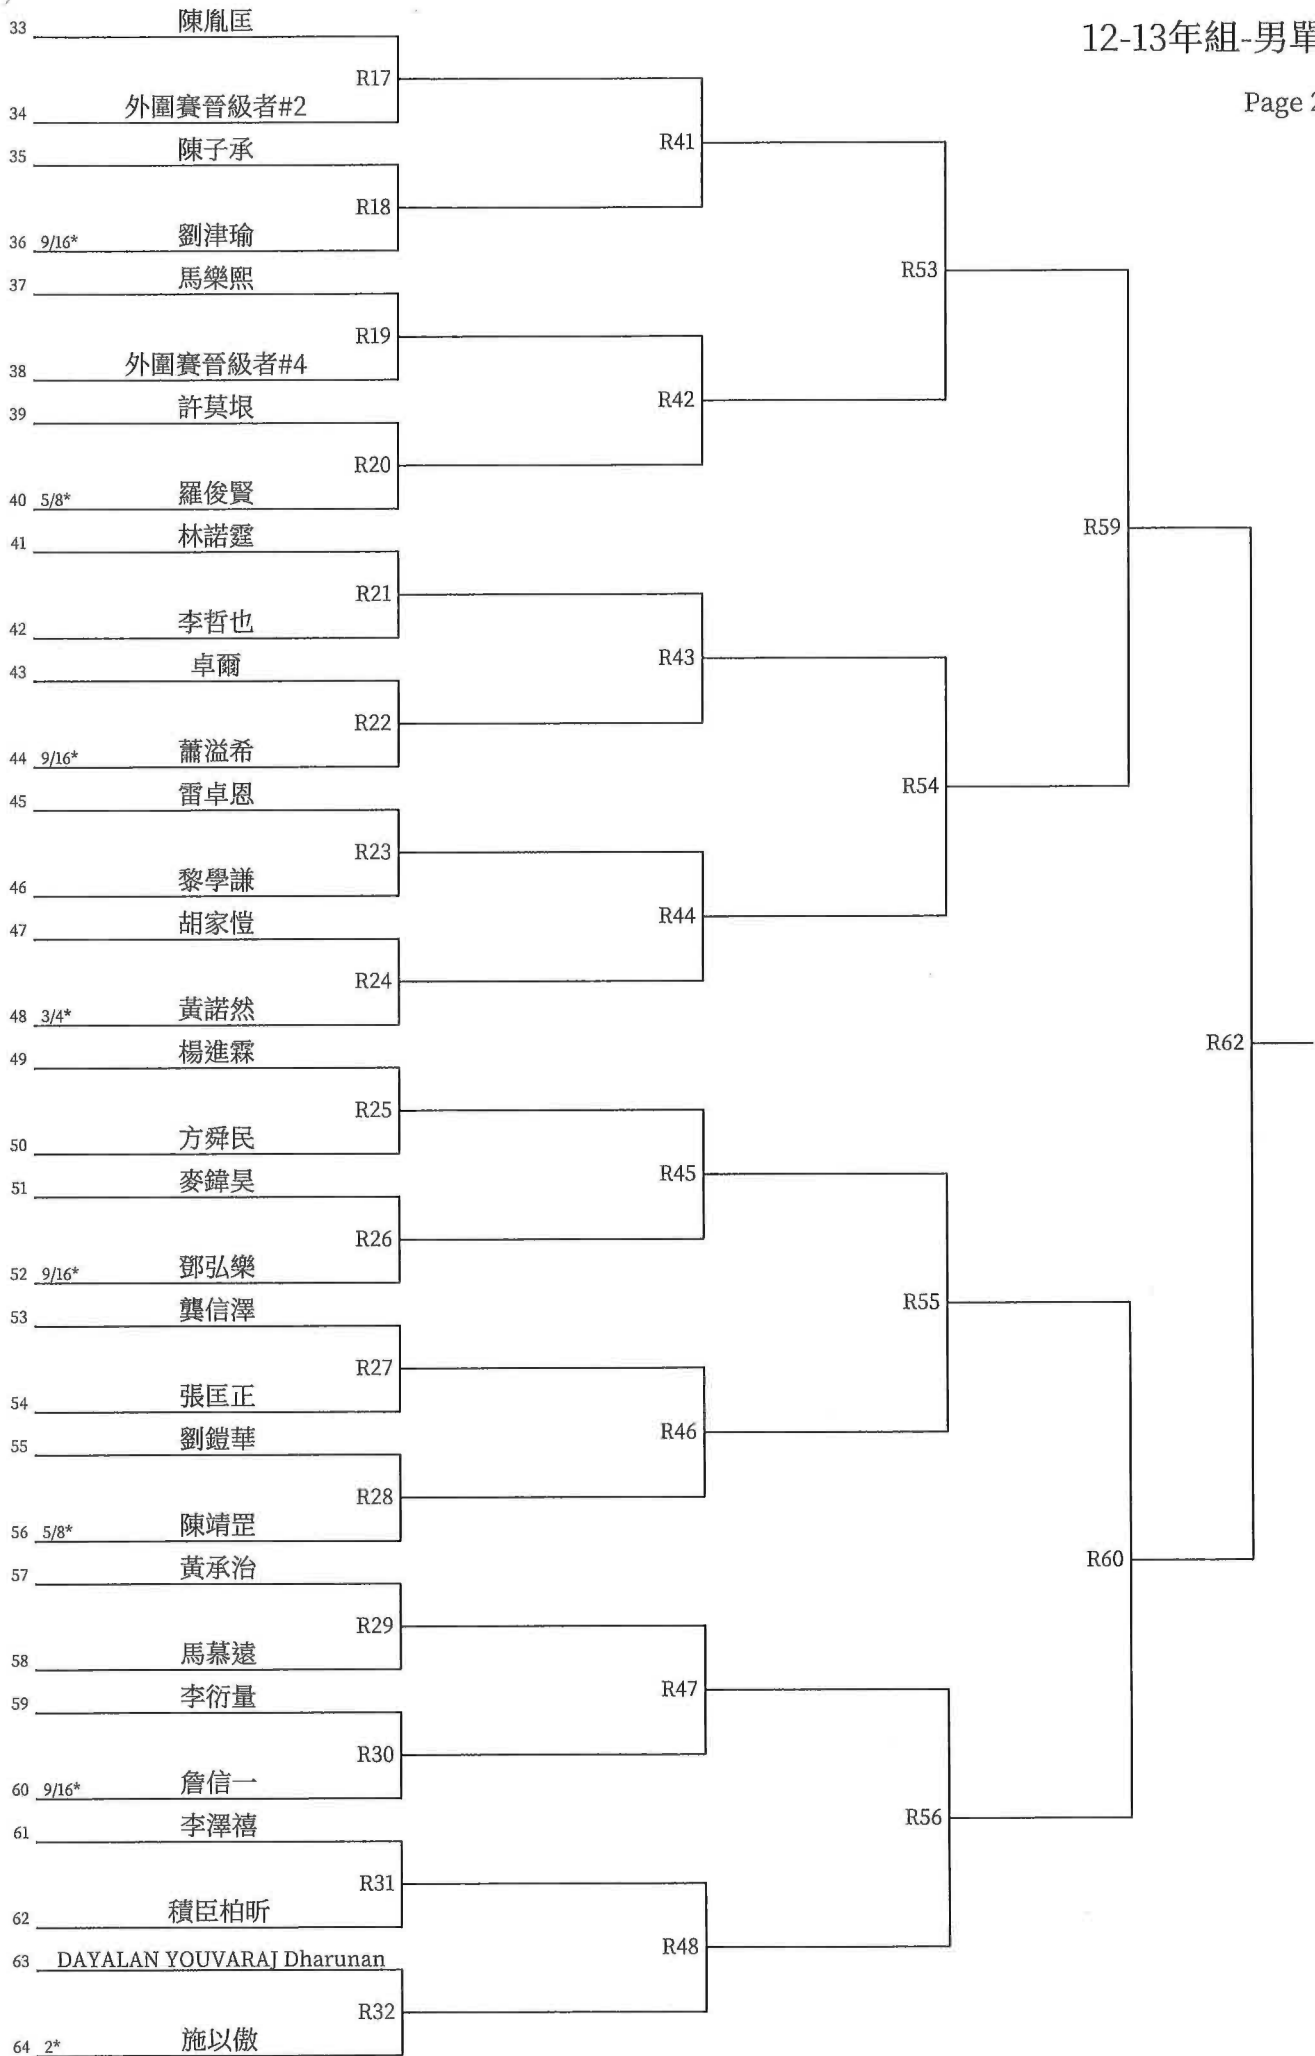 12-13年組-男單
Page 2
33 陳胤匡
R17
34 外圍賽晉級者#2
35 陳子承
R41
R18
36 9/16* 劉津瑜
37 馬樂熙
R53
R19
38 外圍賽晉級者#4
R42
39 許莫垠
R20
40 5/8* 羅俊賢
41 林諾霆
R59
R21
42 李哲也
43 卓爾
R43
R22
44 9/16* 蕭溢希
45 雷卓恩
R54
R23
46 黎學謙
R44
47 胡家愷
R24
48 3/4* 黃諾然
49 楊進霖
R62
R25
50 方舜民
51 麥鍏昊
R45
R26
52 9/16* 鄧弘樂
53 龔信澤
R55
R27
54 張匡正
R46
55 劉鎧華
R28
56 5/8* 陳靖罡
57 黃承治
R60
R29
58 馬慕遠
59 李衍量
R47
R30
60 9/16* 詹信一
61 李澤禧
R56
R31
62 積臣柏昕
R48
63 DAYALAN YOUVARAJ Dharunan
R32
64 2* 施以傲